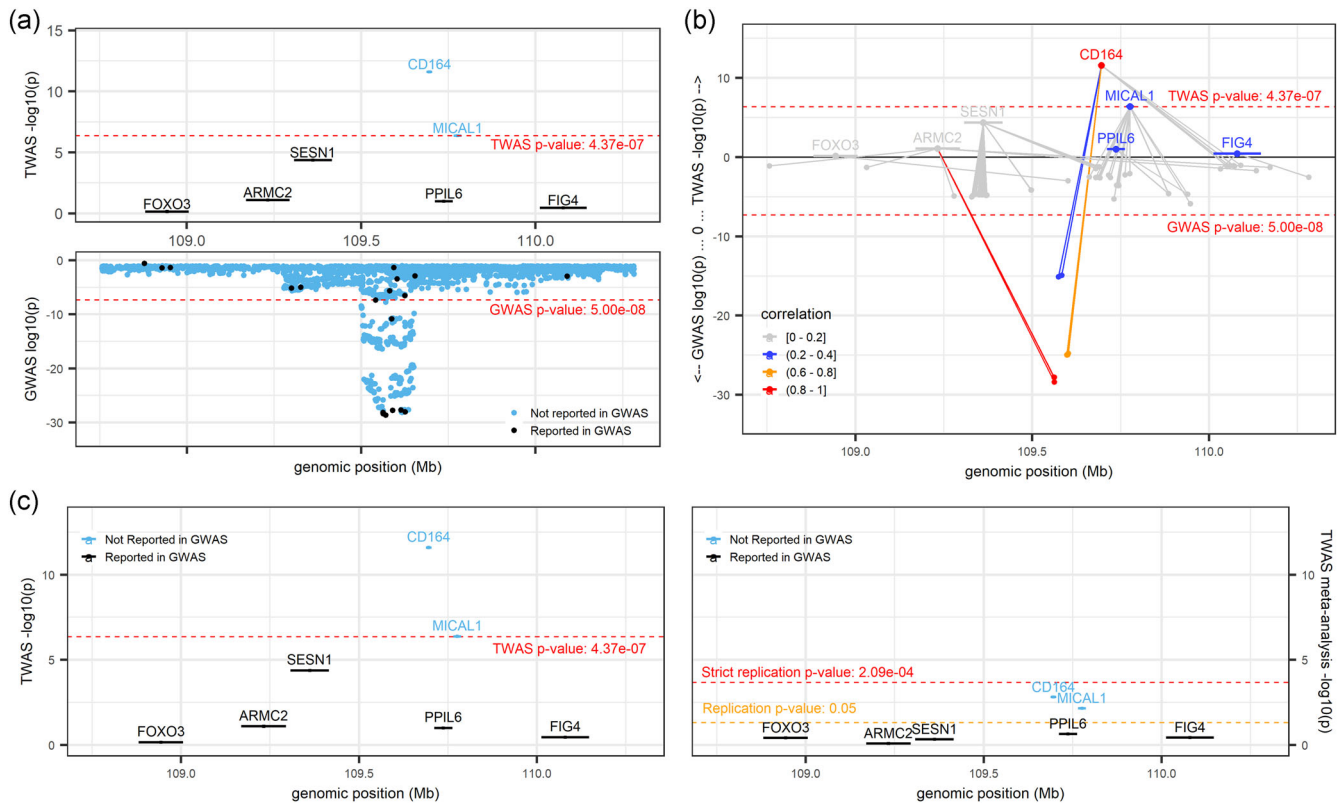 (a)
15
10
5
0
TWAS -log10(p)
CD164
MICAL1
TWAS p-value: 4.37e-07
SESN1
ARMC2
FOXO3
PPIL6
FIG4
109.0
109.5
110.0
0
-10
-20
-30
GWAS log10(p)
GWAS p-value: 5.00e-08
Not reported in GWAS
Reported in GWAS
109.0
109.5
110.0
genomic position (Mb)
(b)
10
0
-10
-20
-30
<-- GWAS log10(p) ... 0 ... TWAS -log10(p) -->
CD164
MICAL1
TWAS p-value: 4.37e-07
SESN1
ARMC2
FOXO3
PPIL6
FIG4
GWAS p-value: 5.00e-08
correlation
[0 - 0.2]
(0.2 - 0.4]
(0.6 - 0.8]
(0.8 - 1]
109.0
109.5
110.0
genomic position (Mb)
(c)
Not Reported in GWAS
Reported in GWAS
10
5
0
TWAS -log10(p)
CD164
MICAL1
TWAS p-value: 4.37e-07
SESN1
ARMC2
FOXO3
PPIL6
FIG4
109.0
109.5
110.0
genomic position (Mb)
Not Reported in GWAS
Reported in GWAS
10
5
0
TWAS meta-analysis -log10(p)
Strict replication p-value: 2.09e-04
CD164
MICAL1
Replication p-value: 0.05
FOXO3
ARMC2
SESN1
PPIL6
FIG4
109.0
109.5
110.0
genomic position (Mb)